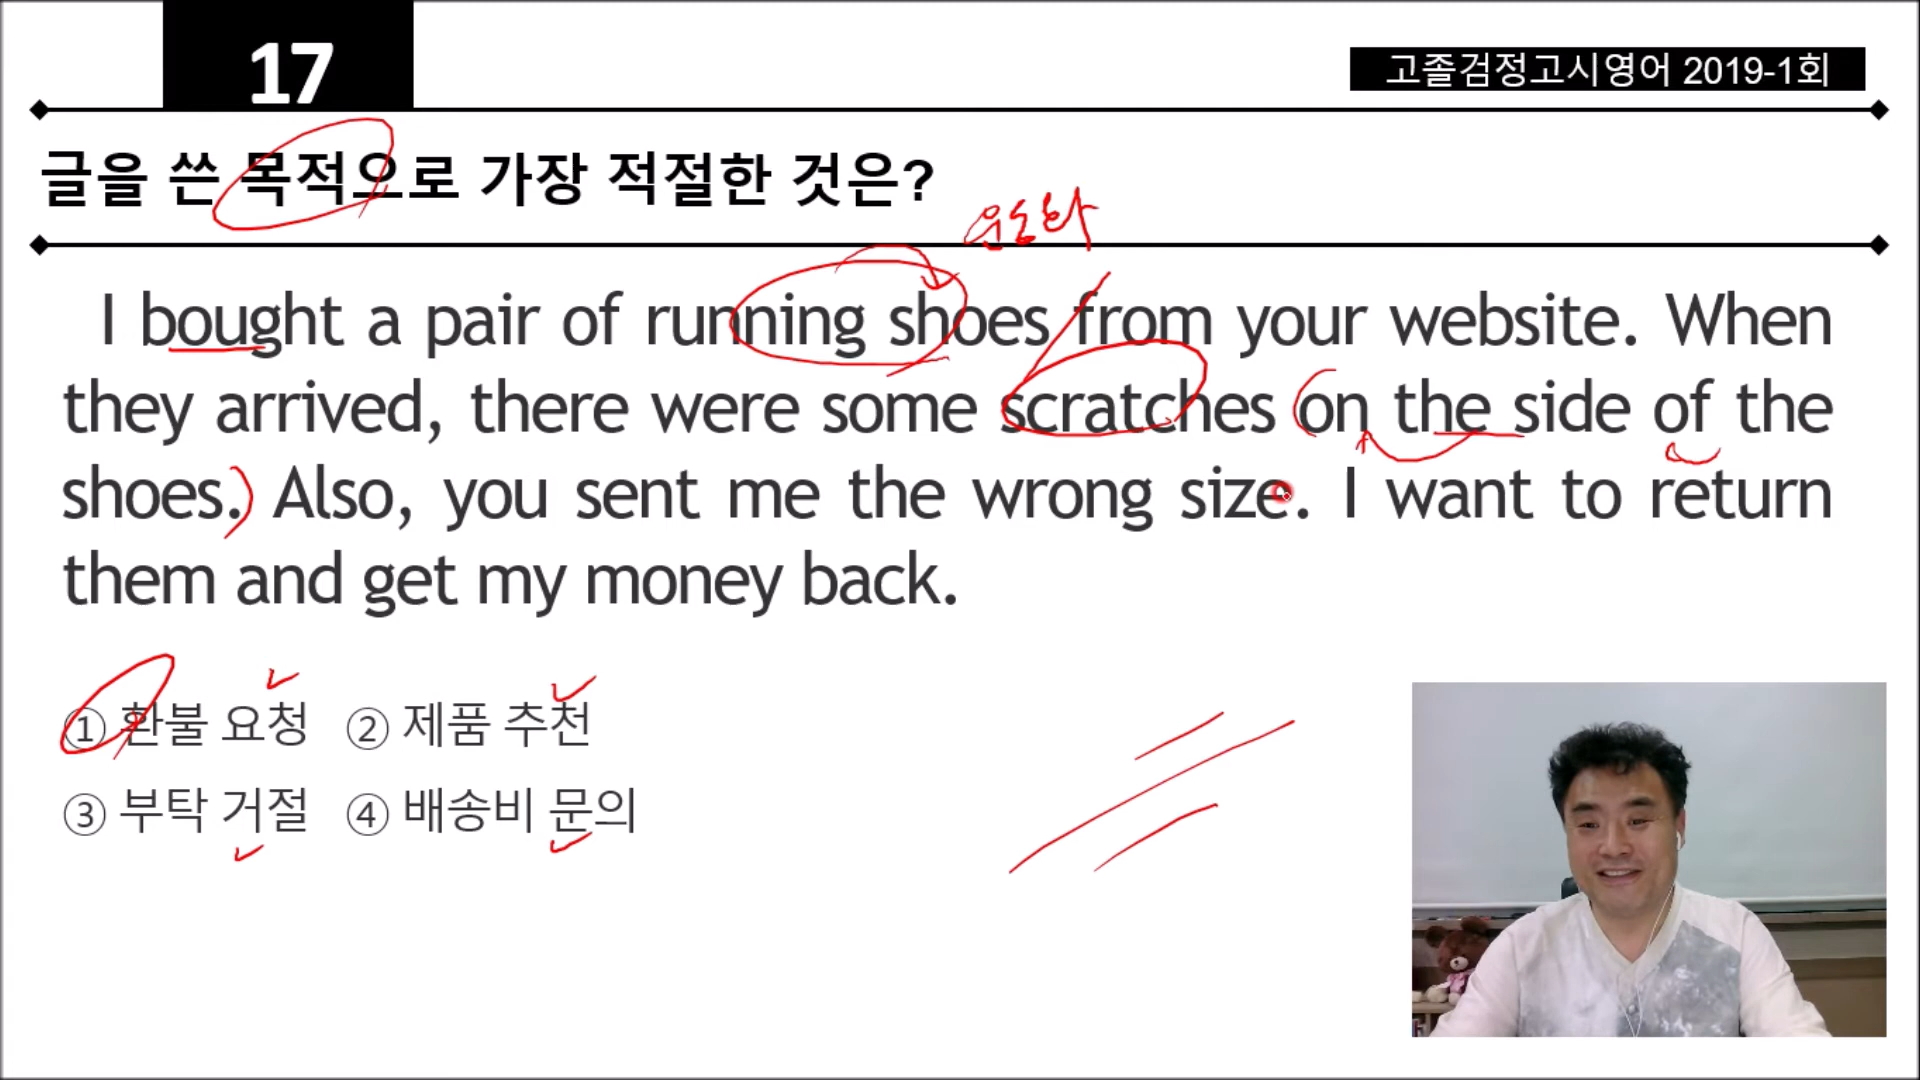 17
고졸검정고시영어 2019-1회
글을 쓴 목적으로 가장 적절한 것은?
운동화
I bought a pair of running shoes from your website. When
they arrived, there were some scratches (on the side of the
shoes.) Also, you sent me the wrong size. I want to return
them and get my money back.
① 환불 요청 ② 제품 추천
③ 부탁 거절 ④ 배송비 문의